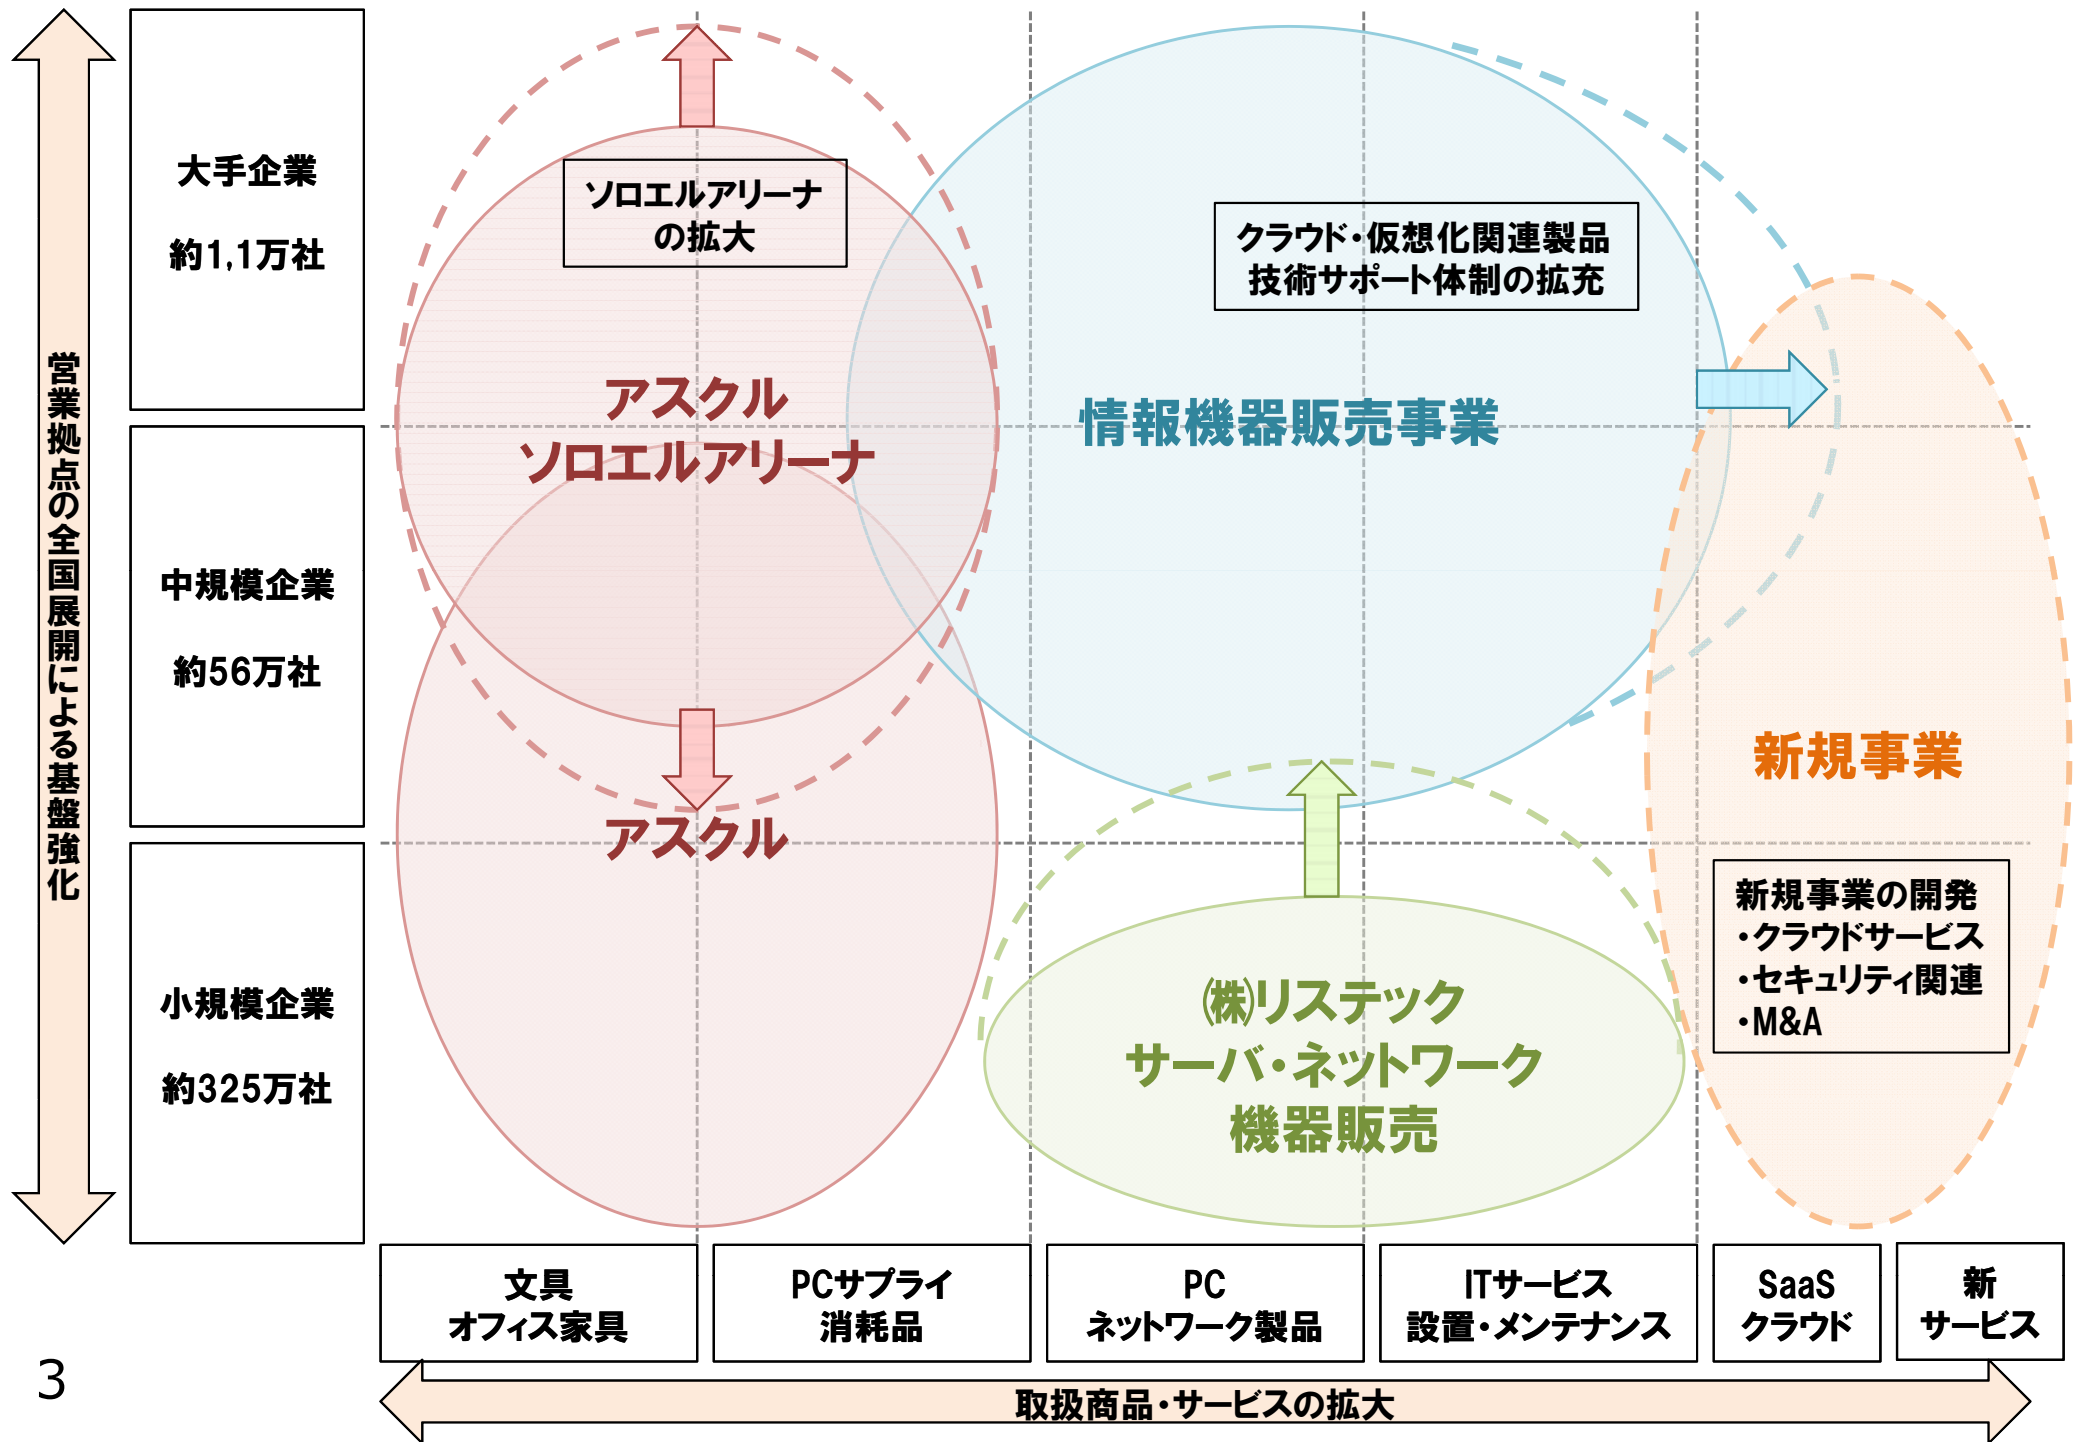 営業拠点の全国展開による基盤強化
大手企業
約1,1万社
中規模企業
約56万社
小規模企業
約325万社
ソロエルアリーナ
の拡大
アスクル
ソロエルアリーナ
アスクル
クラウド・仮想化関連製品
技術サポート体制の拡充
情報機器販売事業
㈱リステック
サーバ・ネットワーク
機器販売
新規事業
新規事業の開発
・クラウドサービス
・セキュリティ関連
・M&A
文具
オフィス家具
PCサプライ
消耗品
PC
ネットワーク製品
ITサービス
設置・メンテナンス
SaaS
クラウド
新
サービス
取扱商品・サービスの拡大
3